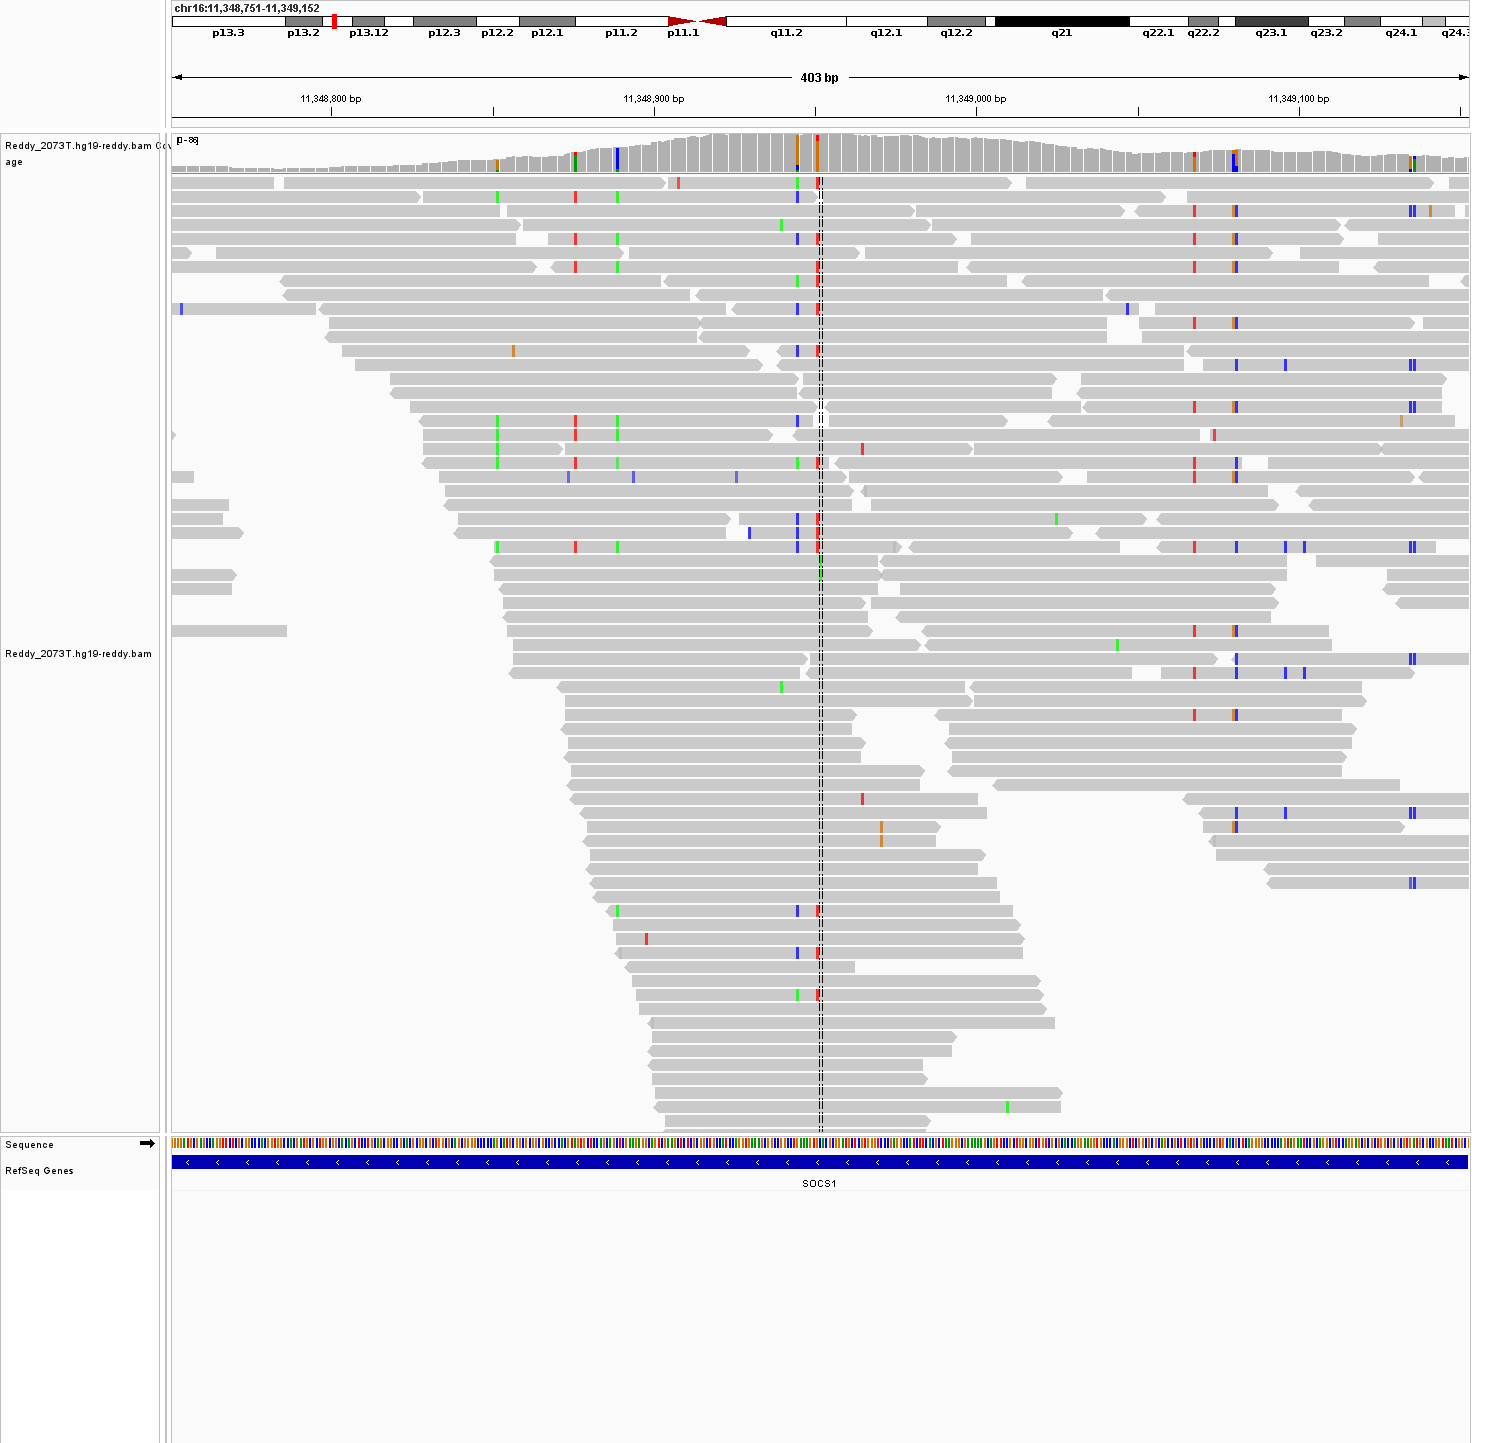 chr16:11,348,751-11,349,152
p13.3 p13.2 p13.12 p12.3 p12.2 p12.1 p11.2 p11.1 q11.2 q12.1 q12.2 q21 q22.1 q22.2 q23.1 q23.2 q24.1 q24.3
403 bp
11,348,800 bp 11,348,900 bp 11,349,000 bp 11,349,100 bp
Reddy_2073T.hg19-reddy.bam Cov
age
[0-86]
Reddy_2073T.hg19-reddy.bam
Sequence
RefSeq Genes
SOCS1